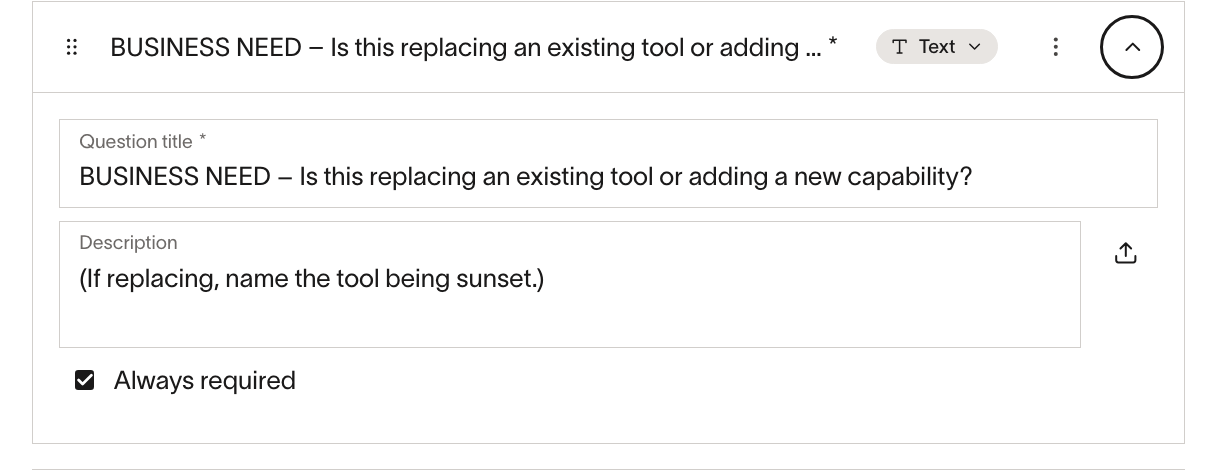 BUSINESS NEED – Is this replacing an existing tool or adding ... *
Text
Question title *
BUSINESS NEED – Is this replacing an existing tool or adding a new capability?
Description
(If replacing, name the tool being sunset.)
Always required